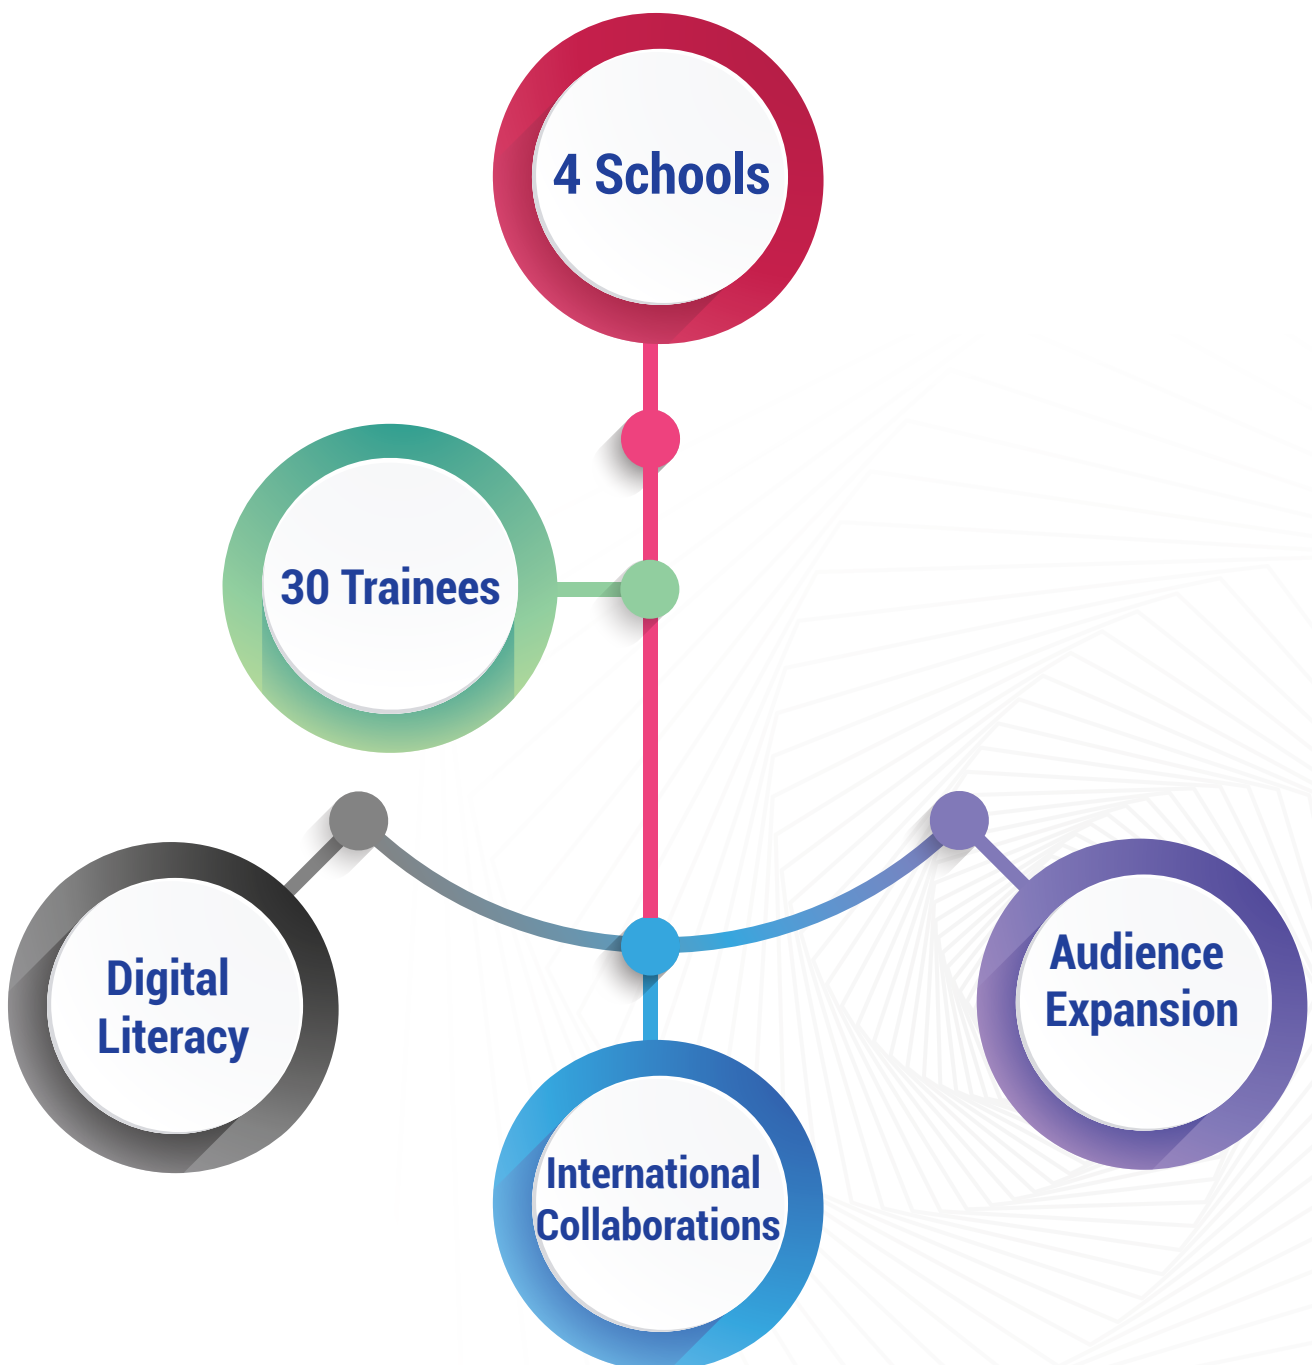 4 Schools
30 Trainees
Digital
Literacy
Audience
Expansion
International
Collaborations